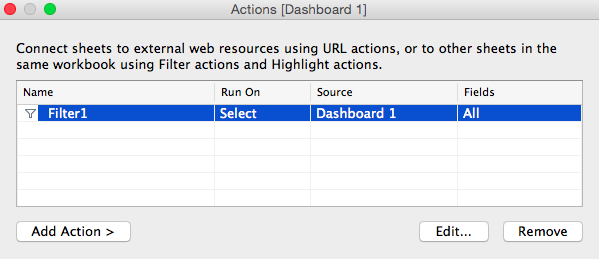 Actions [Dashboard 1]
Connect sheets to external web resources using URL actions, or to other sheets in the
same workbook using Filter actions and Highlight actions.
Name Run On Source Fields
Filter1 Select Dashboard 1 All
Add Action > Edit... Remove